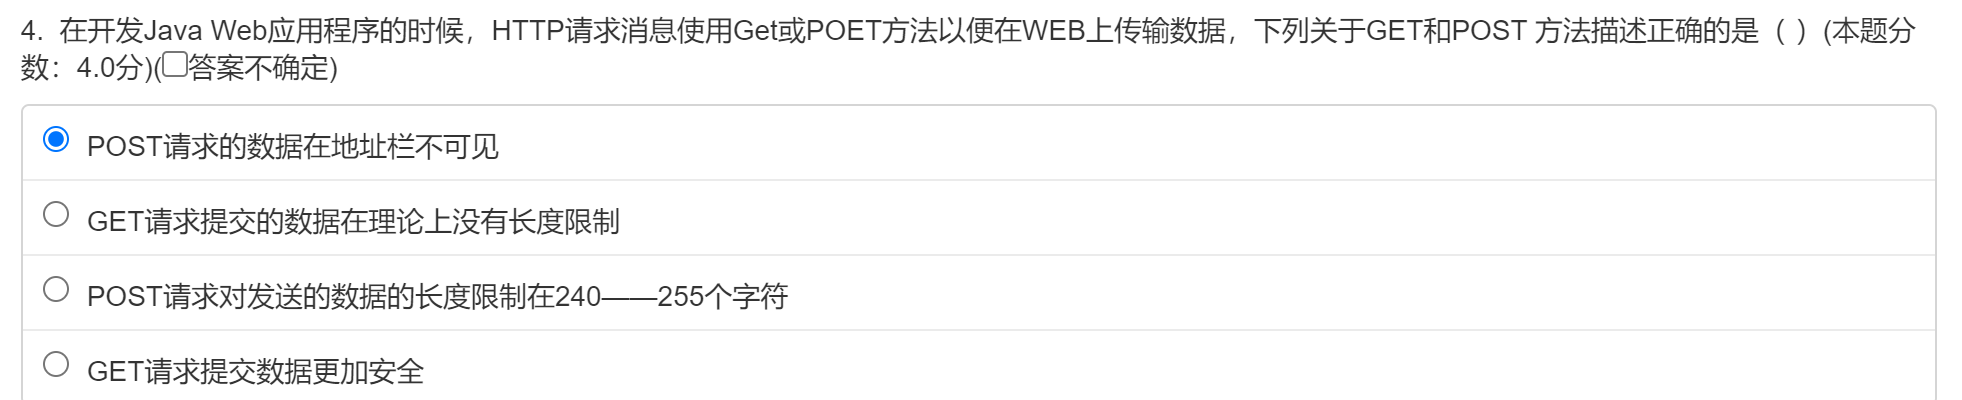 4. 在开发Java Web应用程序的时候，HTTP请求消息使用Get或POET方法以便在WEB上传输数据，下列关于GET和POST 方法描述正确的是（ ）(本题分
数：4.0分)(答案不确定)
POST请求的数据在地址栏不可见
GET请求提交的数据在理论上没有长度限制
POST请求对发送的数据的长度限制在240——255个字符
GET请求提交数据更加安全